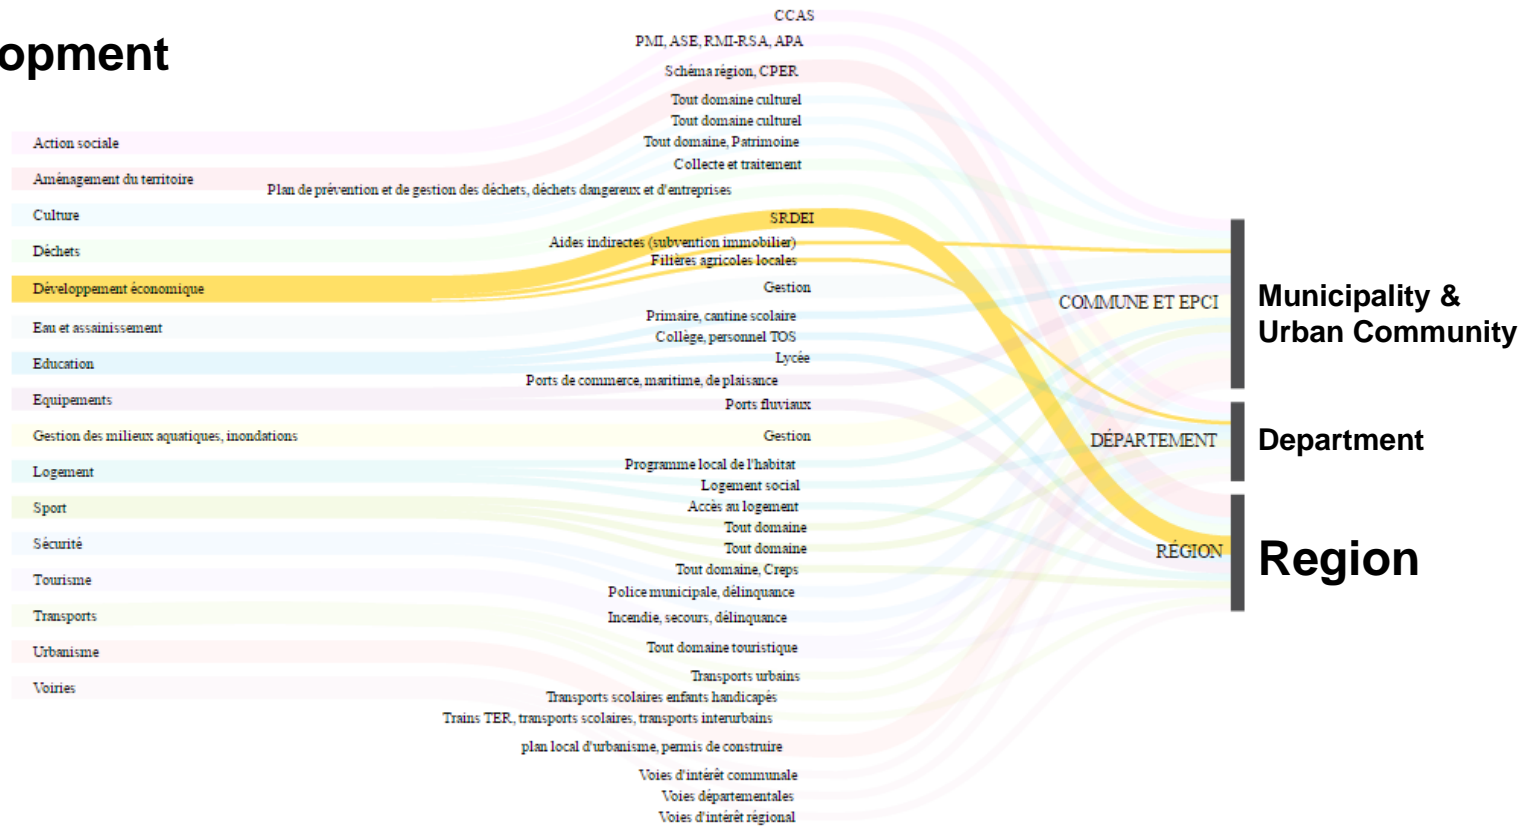 opment
Action sociale
Aménagement du territoire
Culture
Déchets
Développement économique
Eau et assainissement
Education
Equipements
Gestion des milieux aquatiques, inondations
Logement
Sport
Sécurité
Tourisme
Transports
Urbanisme
Voiries
CCAS
PMI, ASE, RMI-RSA, APA
Schéma région, CPER
Tout domaine culturel
Tout domaine culturel
Tout domaine, Patrimoine
Collecte et traitement
Plan de prévention et de gestion des déchets, déchets dangereux et d'entreprises
SRDEI
Aides indirectes (subvention immobilier)
Filières agricoles locales
Gestion
Primaire, cantine scolaire
Collège, personnel TOS
Lycée
Ports de commerce, maritime, de plaisance
Ports fluviaux
Gestion
Programme local de l'habitat
Logement social
Accès au logement
Tout domaine
Tout domaine
Tout domaine, Creps
Police municipale, délinquance
Incendie, secours, délinquance
Tout domaine touristique
Transports urbains
Transports scolaires enfants handicapés
Trains TER, transports scolaires, transports interurbains
plan local d'urbanisme, permis de construire
Voies d'intérêt communale
Voies départementales
Voies d'intérêt régional
COMMUNE ET EPCI
DÉPARTEMENT
RÉGION
Municipality &
Urban Community
Department
Region